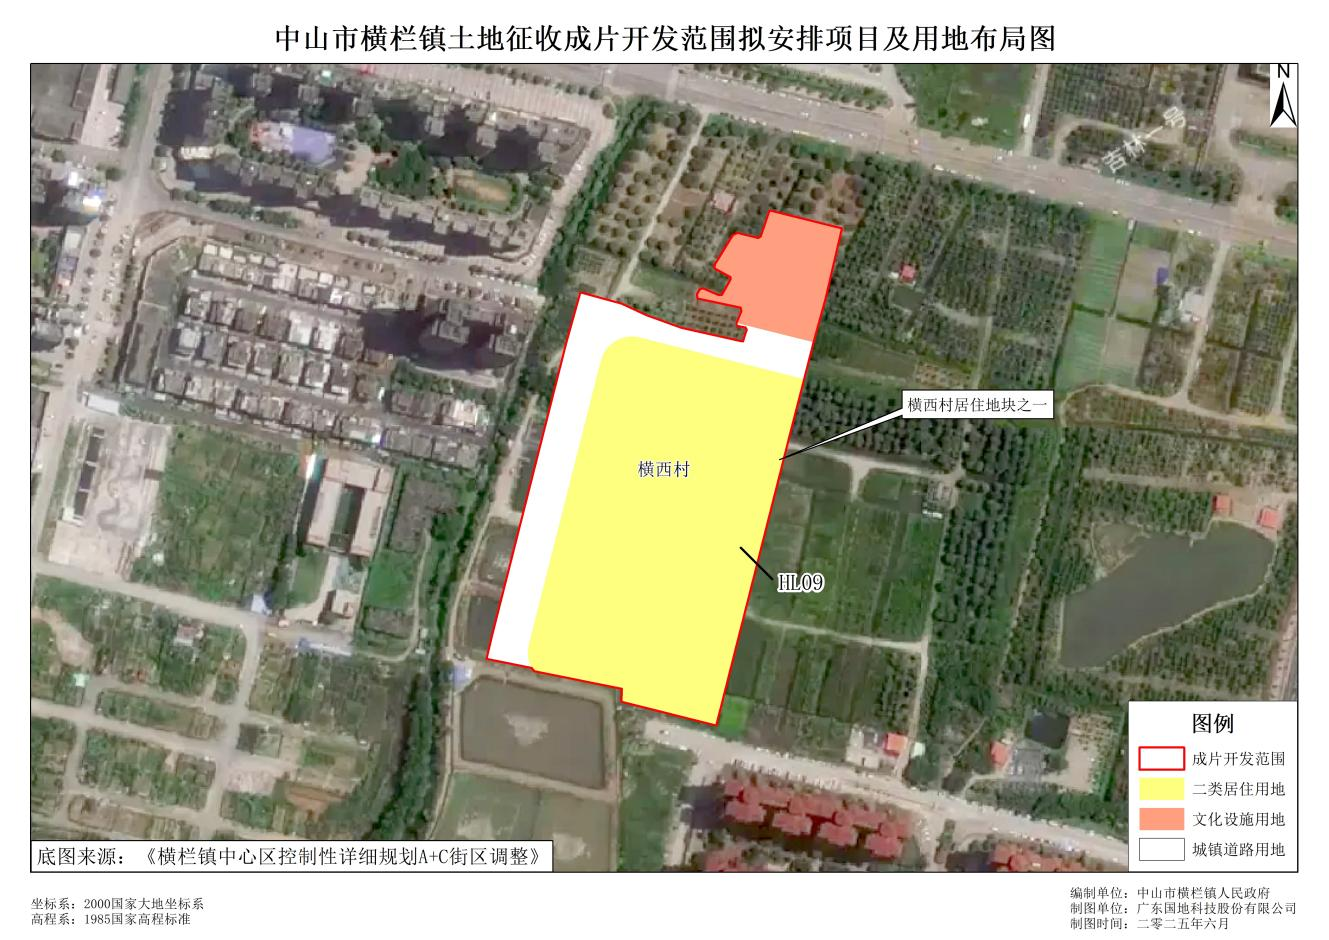 中山市横栏镇土地征收成片开发范围拟安排项目及用地布局图
N
吉林一号
横西村居住地块之一
横西村
HL09
图例
成片开发范围
二类居住用地
文化设施用地
城镇道路用地
底图来源：《横栏镇中心区控制性详细规划A+C街区调整》
坐标系：2000国家大地坐标系
高程系：1985国家高程标准
编制单位：中山市横栏镇人民政府
制图单位：广东国地科技股份有限公司
制图时间：二零二五年六月